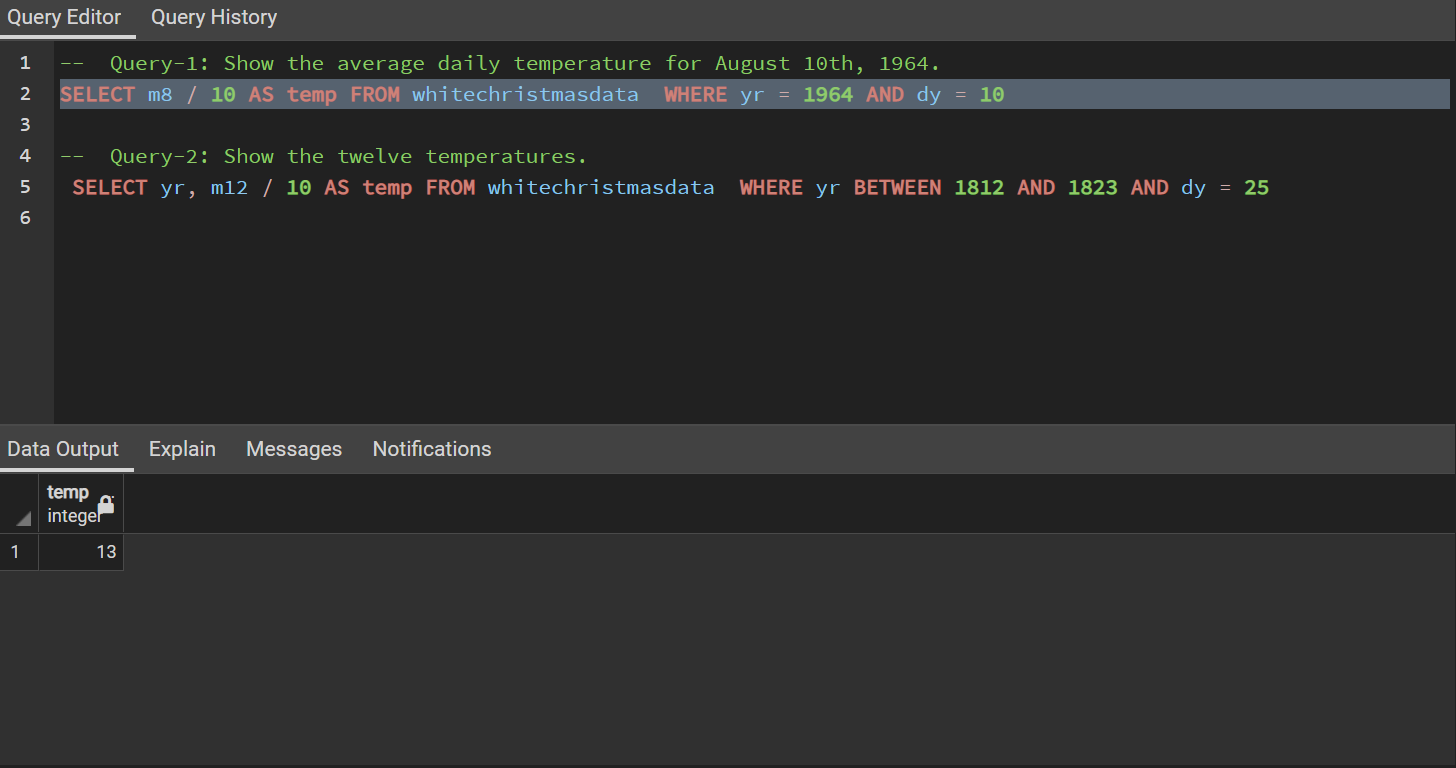 Query Editor Query History
1 -- Query-1: Show the average daily temperature for August 10th, 1964.
2 SELECT m8 / 10 AS temp FROM whitechristmasdata WHERE yr = 1964 AND dy = 10
3
4 -- Query-2: Show the twelve temperatures.
5 SELECT yr, m12 / 10 AS temp FROM whitechristmasdata WHERE yr BETWEEN 1812 AND 1823 AND dy = 25
6
Data Output Explain Messages Notifications
temp
integer
1 13